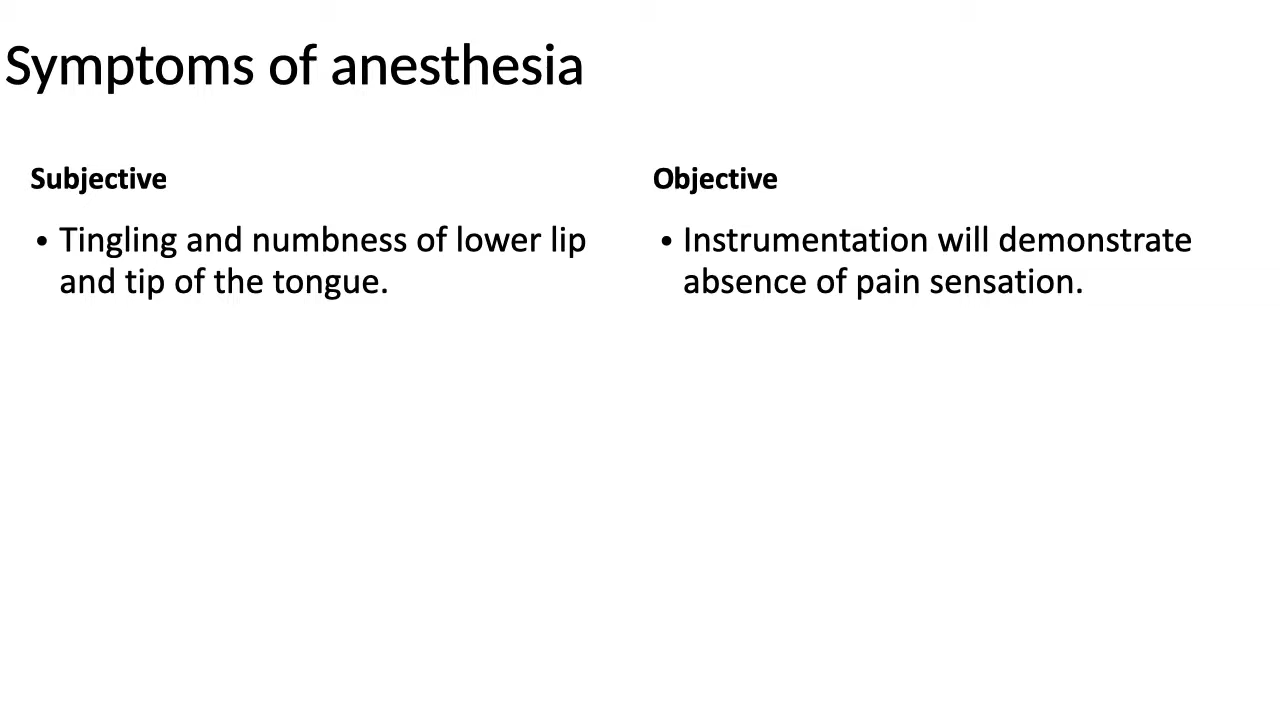 Symptoms of anesthesia
Subjective
• Tingling and numbness of lower lip
and tip of the tongue.
Objective
• Instrumentation will demonstrate
absence of pain sensation.